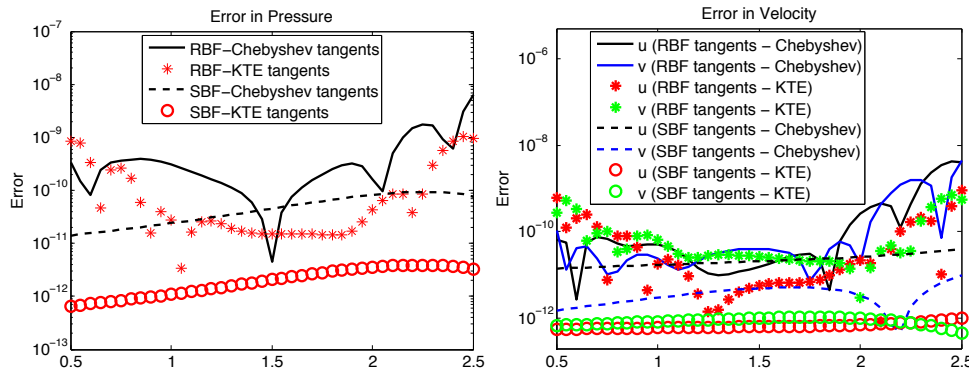 Error in Pressure
10^-7
10^-8
10^-9
10^-10
10^-11
10^-12
10^-13
Error
0.5 1 1.5 2 2.5
RBF−Chebyshev tangents
RBF−KTE tangents
SBF−Chebyshev tangents
SBF−KTE tangents
Error in Velocity
10^-6
10^-8
10^-10
10^-12
Error
0.5 1 1.5 2 2.5
u (RBF tangents − Chebyshev)
v (RBF tangents − Chebyshev)
u (RBF tangents − KTE)
v (RBF tangents − KTE)
u (SBF tangents − Chebyshev)
v (SBF tangents − Chebyshev)
u (SBF tangents − KTE)
v (SBF tangents − KTE)